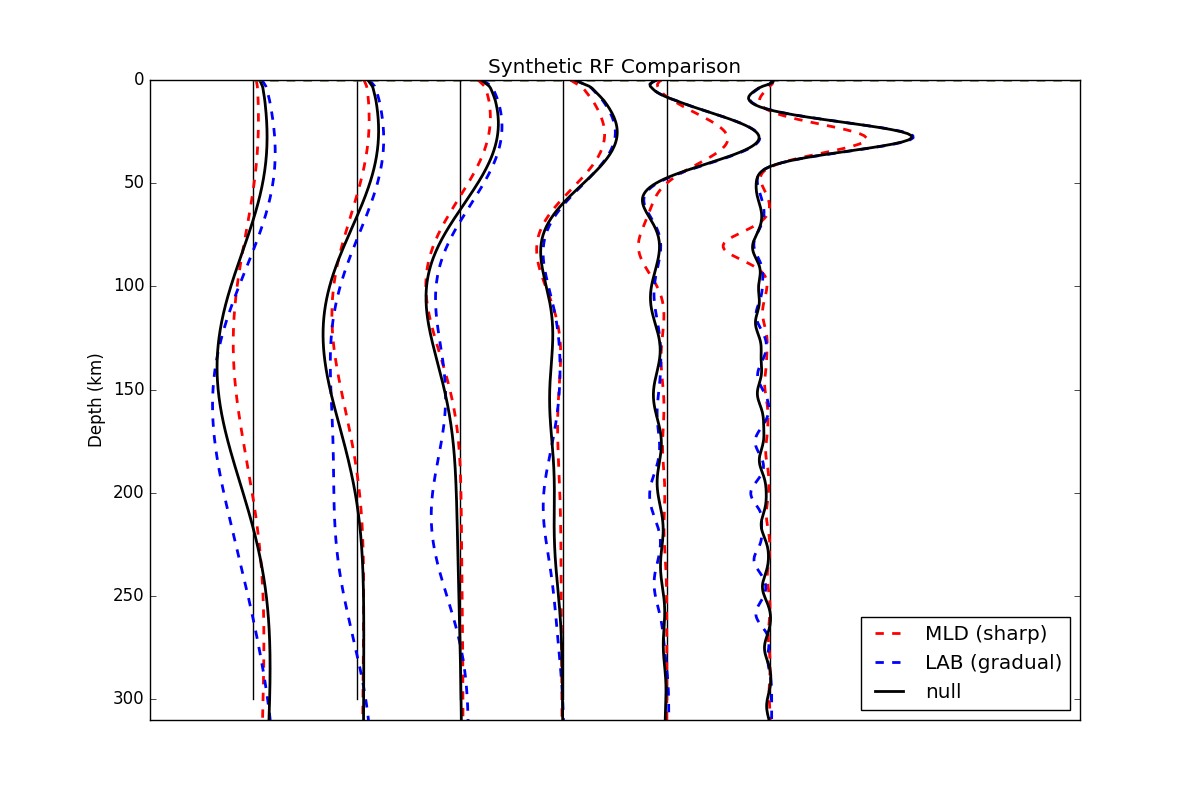 Synthetic RF Comparison
0
50
100
150
200
250
300
Depth (km)
MLD (sharp)
LAB (gradual)
null